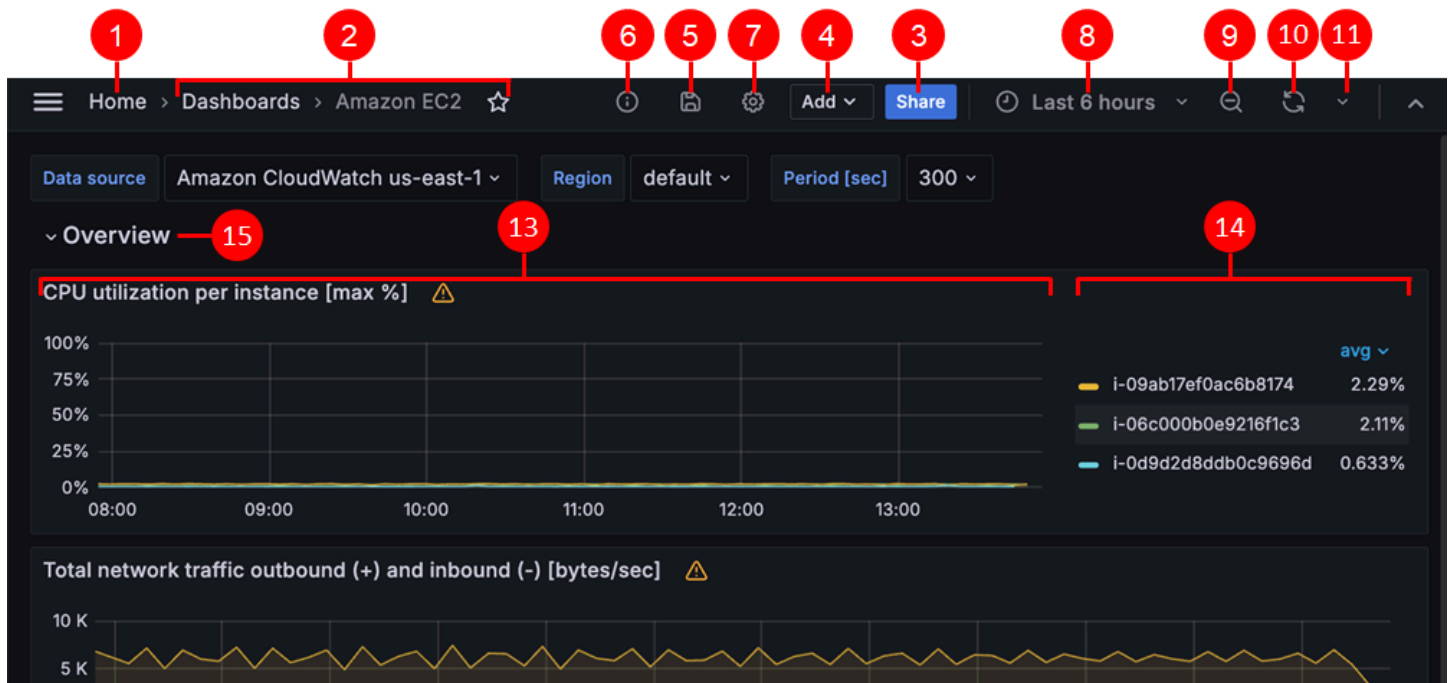 1 2 6 5 7 4 3 8 9 10 11
Home > Dashboards > Amazon EC2 Add Share Last 6 hours
Data source Amazon CloudWatch us-east-1 Region default Period [sec] 300
Overview 15 13 14
CPU utilization per instance [max %]
100%
75%
50%
25%
0%
08:00 09:00 10:00 11:00 12:00 13:00
avg
i-09ab17ef0ac6b8174 2.29%
i-06c000b0e9216f1c3 2.11%
i-0d9d2d8ddb0c9696d 0.633%
Total network traffic outbound (+) and inbound (-) [bytes/sec]
10 K
5 K